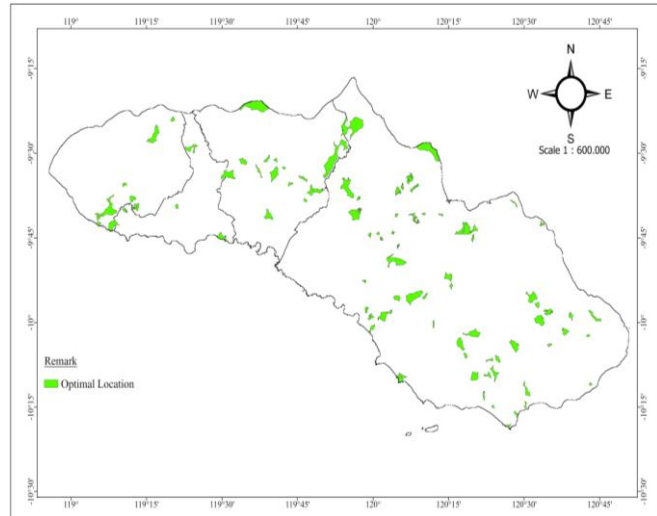 119° 119°15' 119°30' 119°45' 120° 120°15' 120°30' 120°45'
-9°15' -9°15'
N
W E
S
Scale 1 : 600.000
-9°30' -9°30'
-9°45' -9°45'
-10° -10°
Remark
Optimal Location
-10°15' -10°15'
-10°30' -10°30'
119° 119°15' 119°30' 119°45' 120° 120°15' 120°30' 120°45'